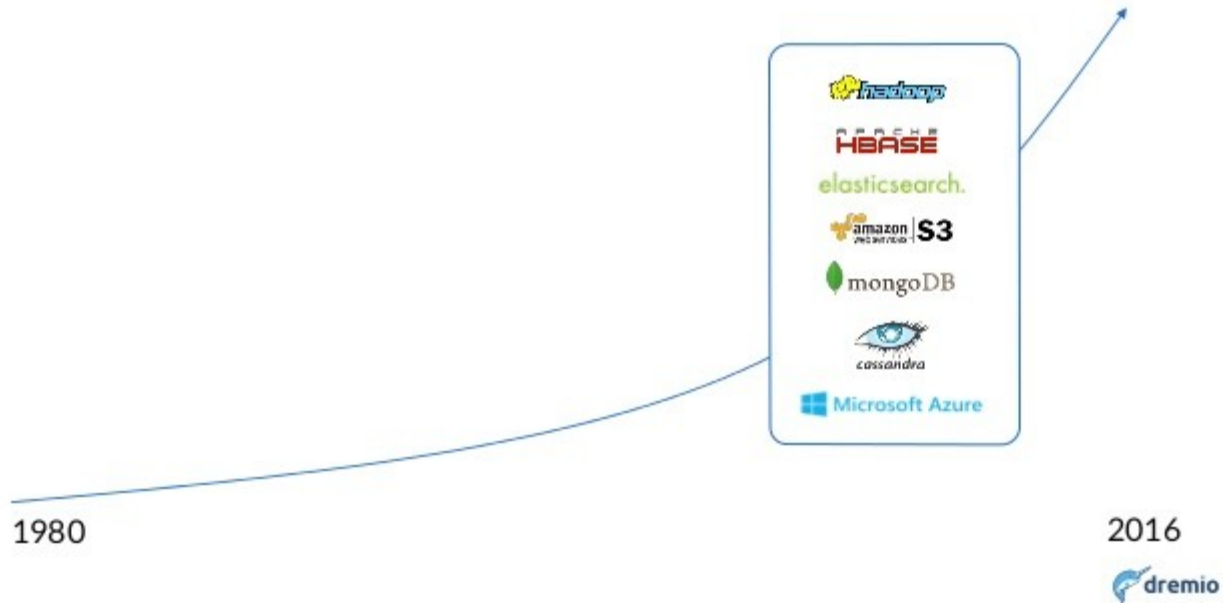 hadoop
APACHE
HBASE
elasticsearch.
amazon S3
mongoDB
cassandra
Microsoft Azure
1980
2016
dremio